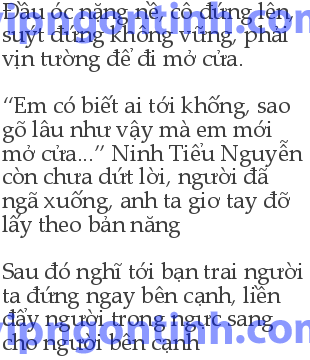 Đầu óc nặng nề, cô đứng lên,
suýt đứng không vững, phải
vịn tường để đi mở cửa.
“Em có biết ai tới khống, sao
gõ lâu như vậy mà em mới
mở cửa...” Ninh Tiểu Nguyễn
còn chưa dứt lời, người đã
ngã xuống, anh ta giơ tay đỡ
lấy theo bản năng
Sau đó nghĩ tới bạn trai người
ta đứng ngay bên cạnh, liền
đẩy người trong ngực sang
cho người bên cạnh